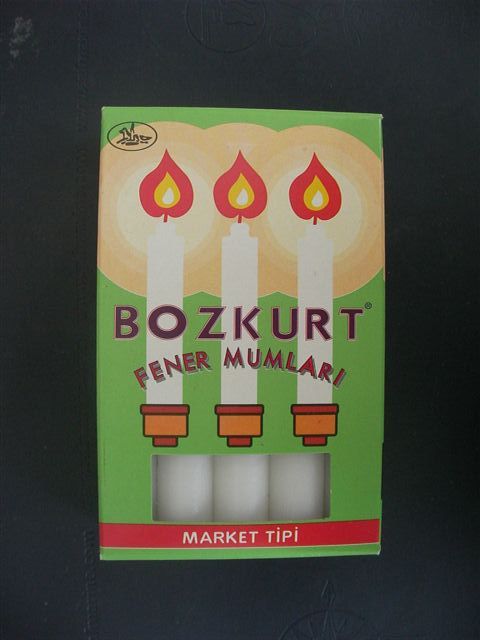 BOZKURT®
FENER MUMLARI
MARKET TİPİ